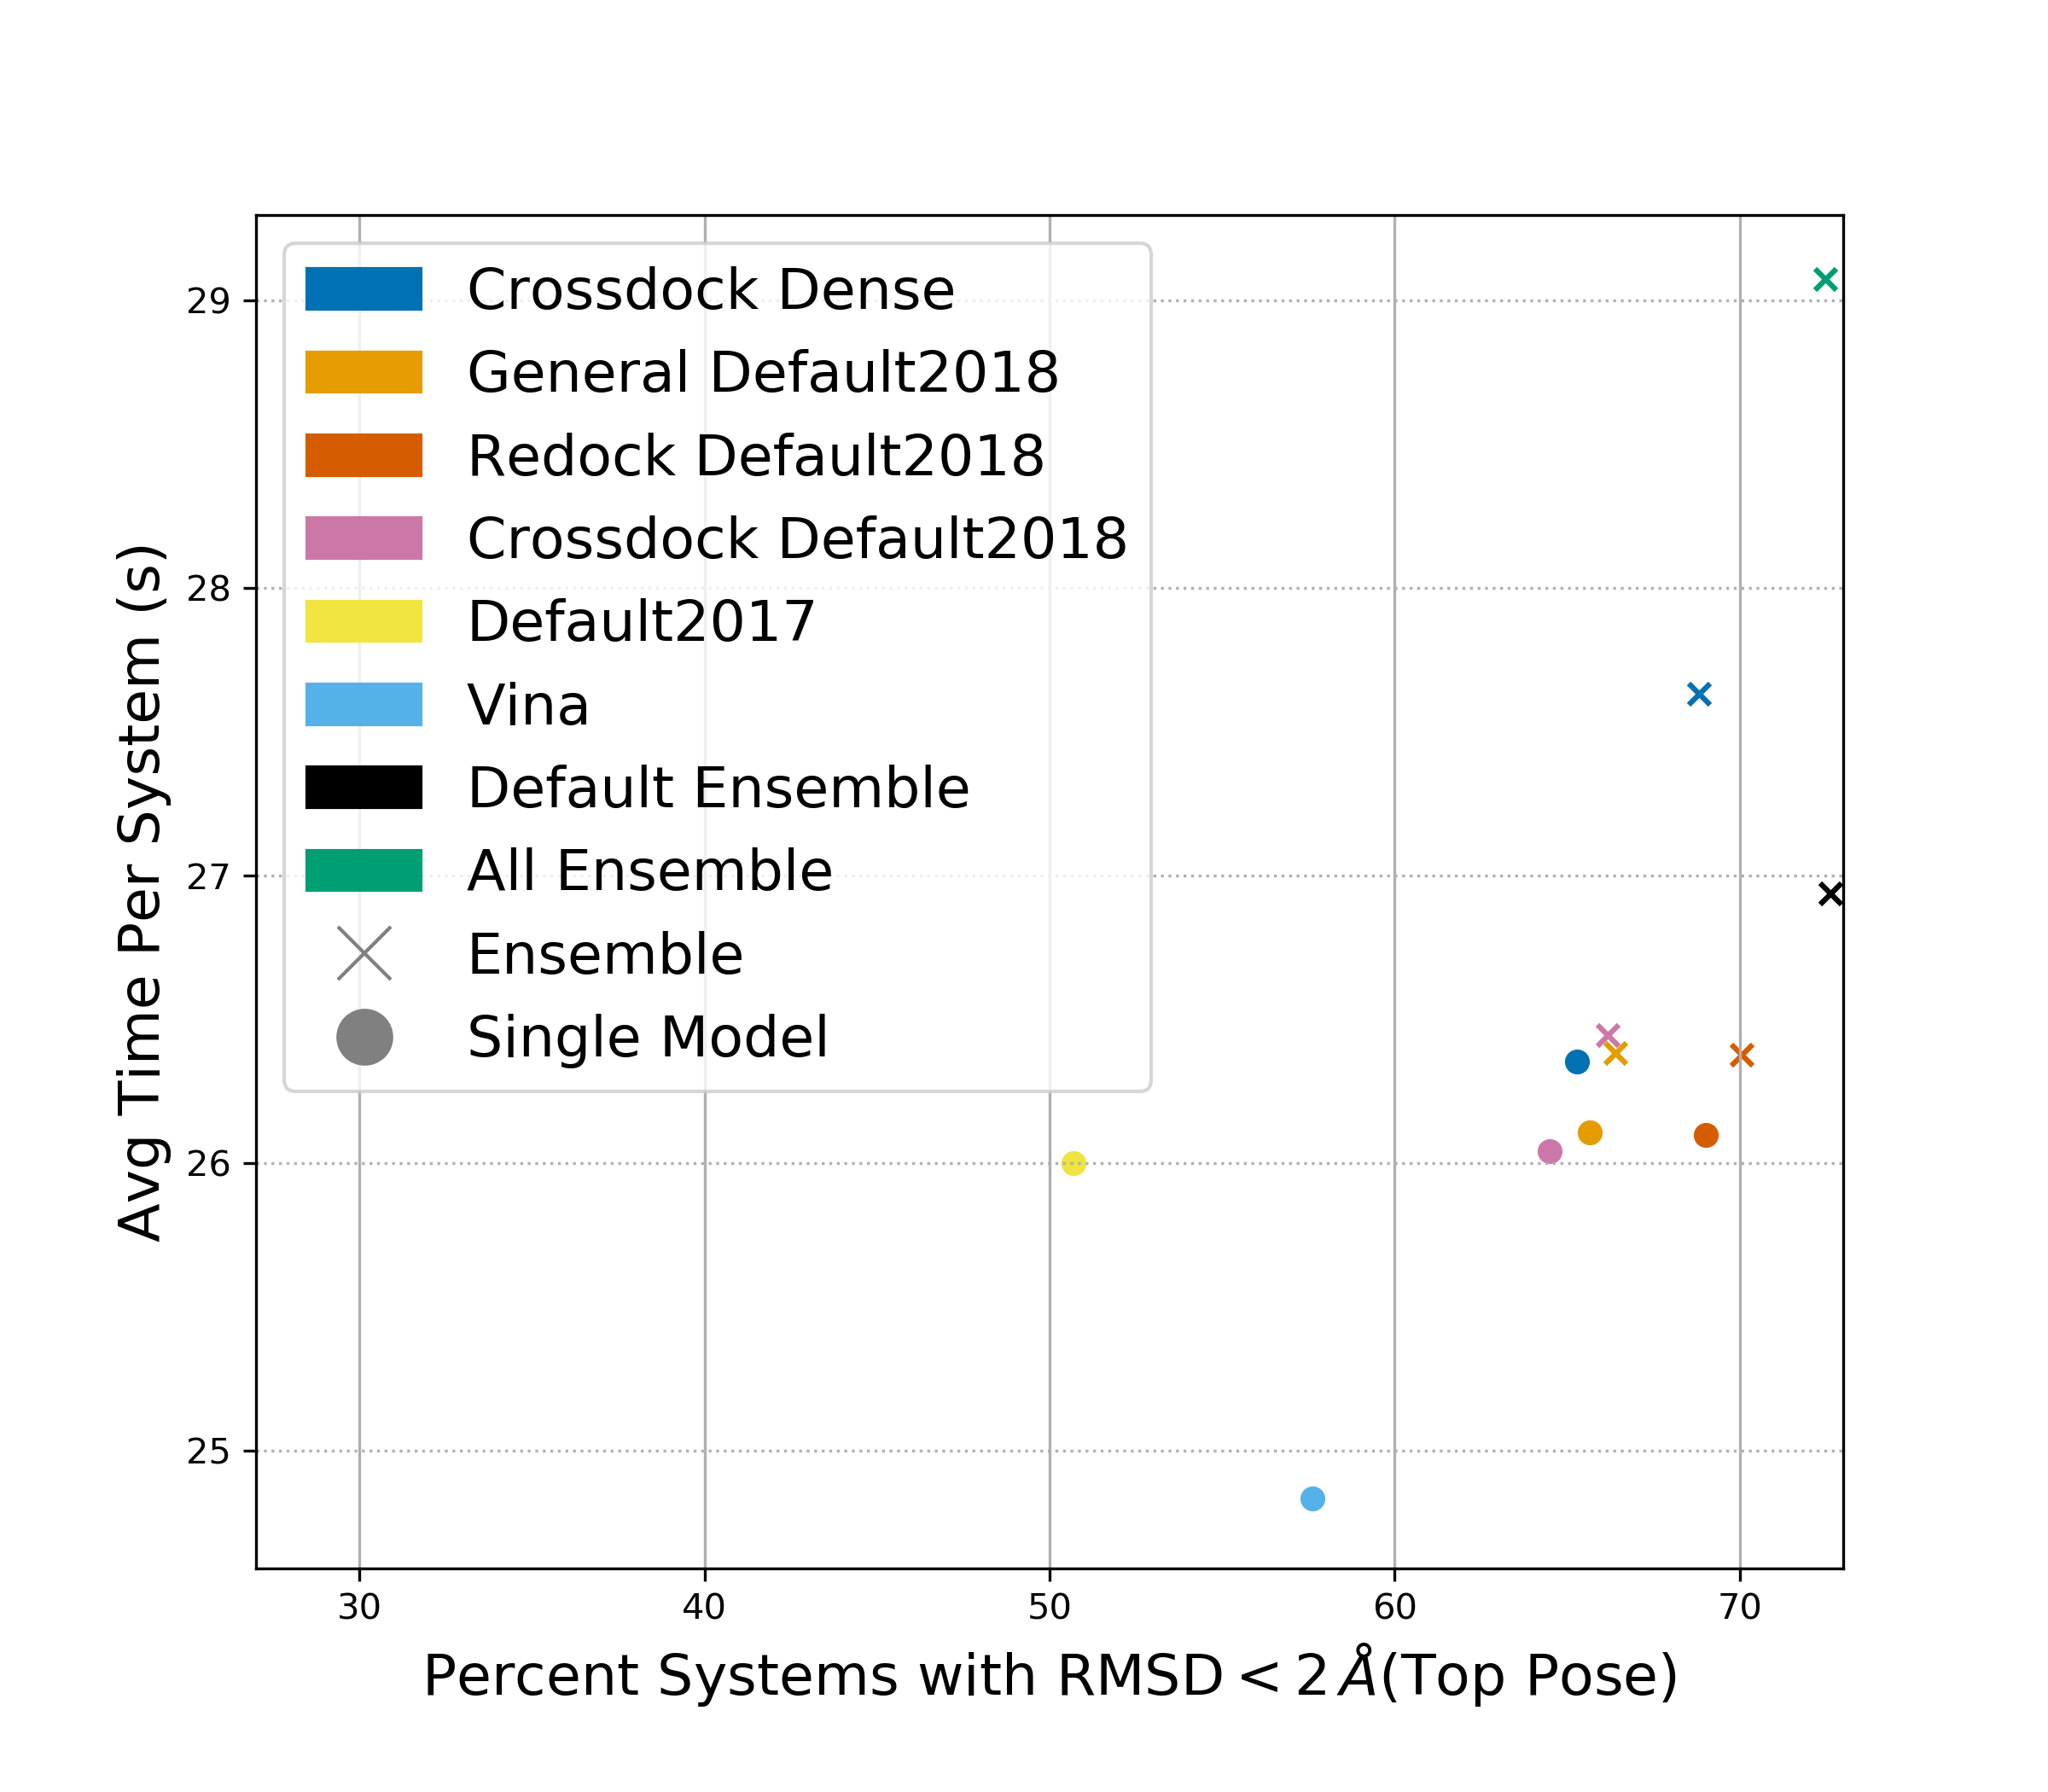 Crossdock Dense
General Default2018
Redock Default2018
Crossdock Default2018
Default2017
Vina
Default Ensemble
All Ensemble
Ensemble
Single Model
Avg Time Per System (s)
29
28
27
26
25
30 40 50 60 70
Percent Systems with RMSD < 2 Å(Top Pose)